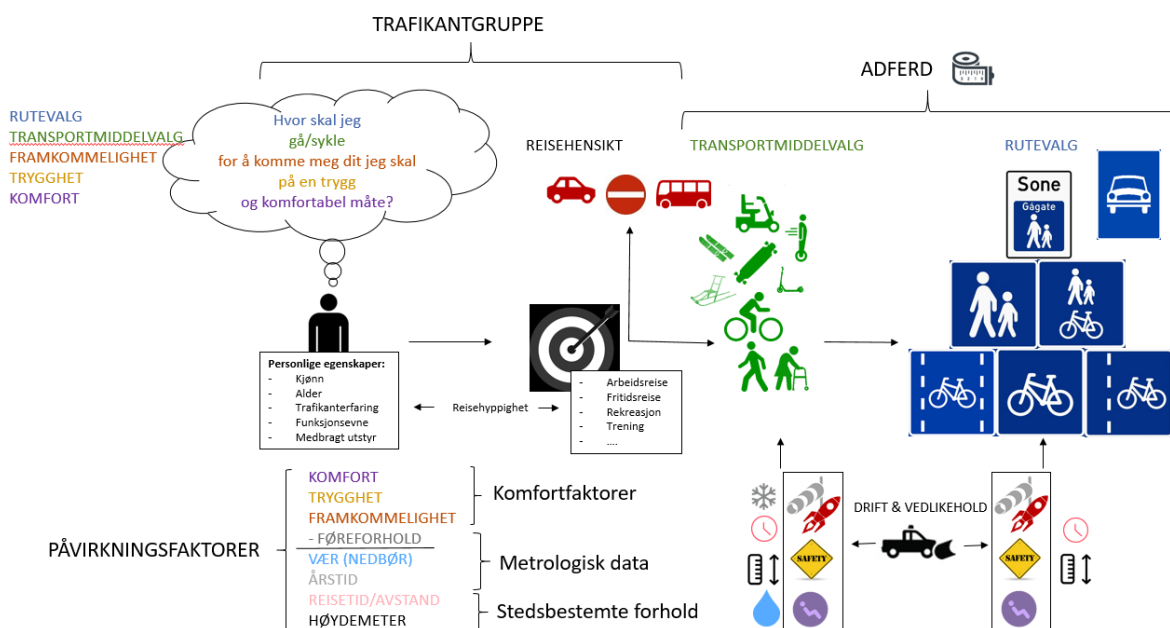 TRAFIKANTGRUPPE
ADFERD
RUTEVALG
TRANSPORTMIDDELVALG
FRAMKOMMELIGHET
TRYGGHET
KOMFORT
Hvor skal jeg
gå/sykle
for å komme meg dit jeg skal
på en trygg
og komfortabel måte?
REISEHENSIKT
TRANSPORTMIDDELVALG
RUTEVALG
Sone
Gågate
Personlige egenskaper:
- Kjønn
- Alder
- Trafikanterfaring
- Funksjonsevne
- Medbragt utstyr
Reisehyppighet
- Arbeidsreise
- Fritidsreise
- Rekreasjon
- Trening
- ....
PÅVIRKNINGSFAKTORER
KOMFORT
TRYGGHET
FRAMKOMMELIGHET
- FØREFORHOLD
VÆR (NEDBØR)
ÅRSTID
REISETID/AVSTAND
HØYDEMETER
Komfortfaktorer
Metrologisk data
Stedsbestemte forhold
DRIFT & VEDLIKEHOLD
SAFETY
SAFETY